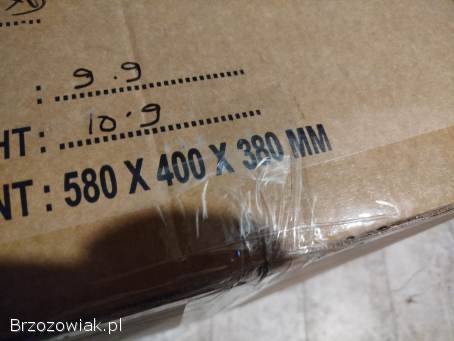 : 9.9
HT : 10.9
NT : 580 X 400 X 380 MM
Brzozowiak.pl